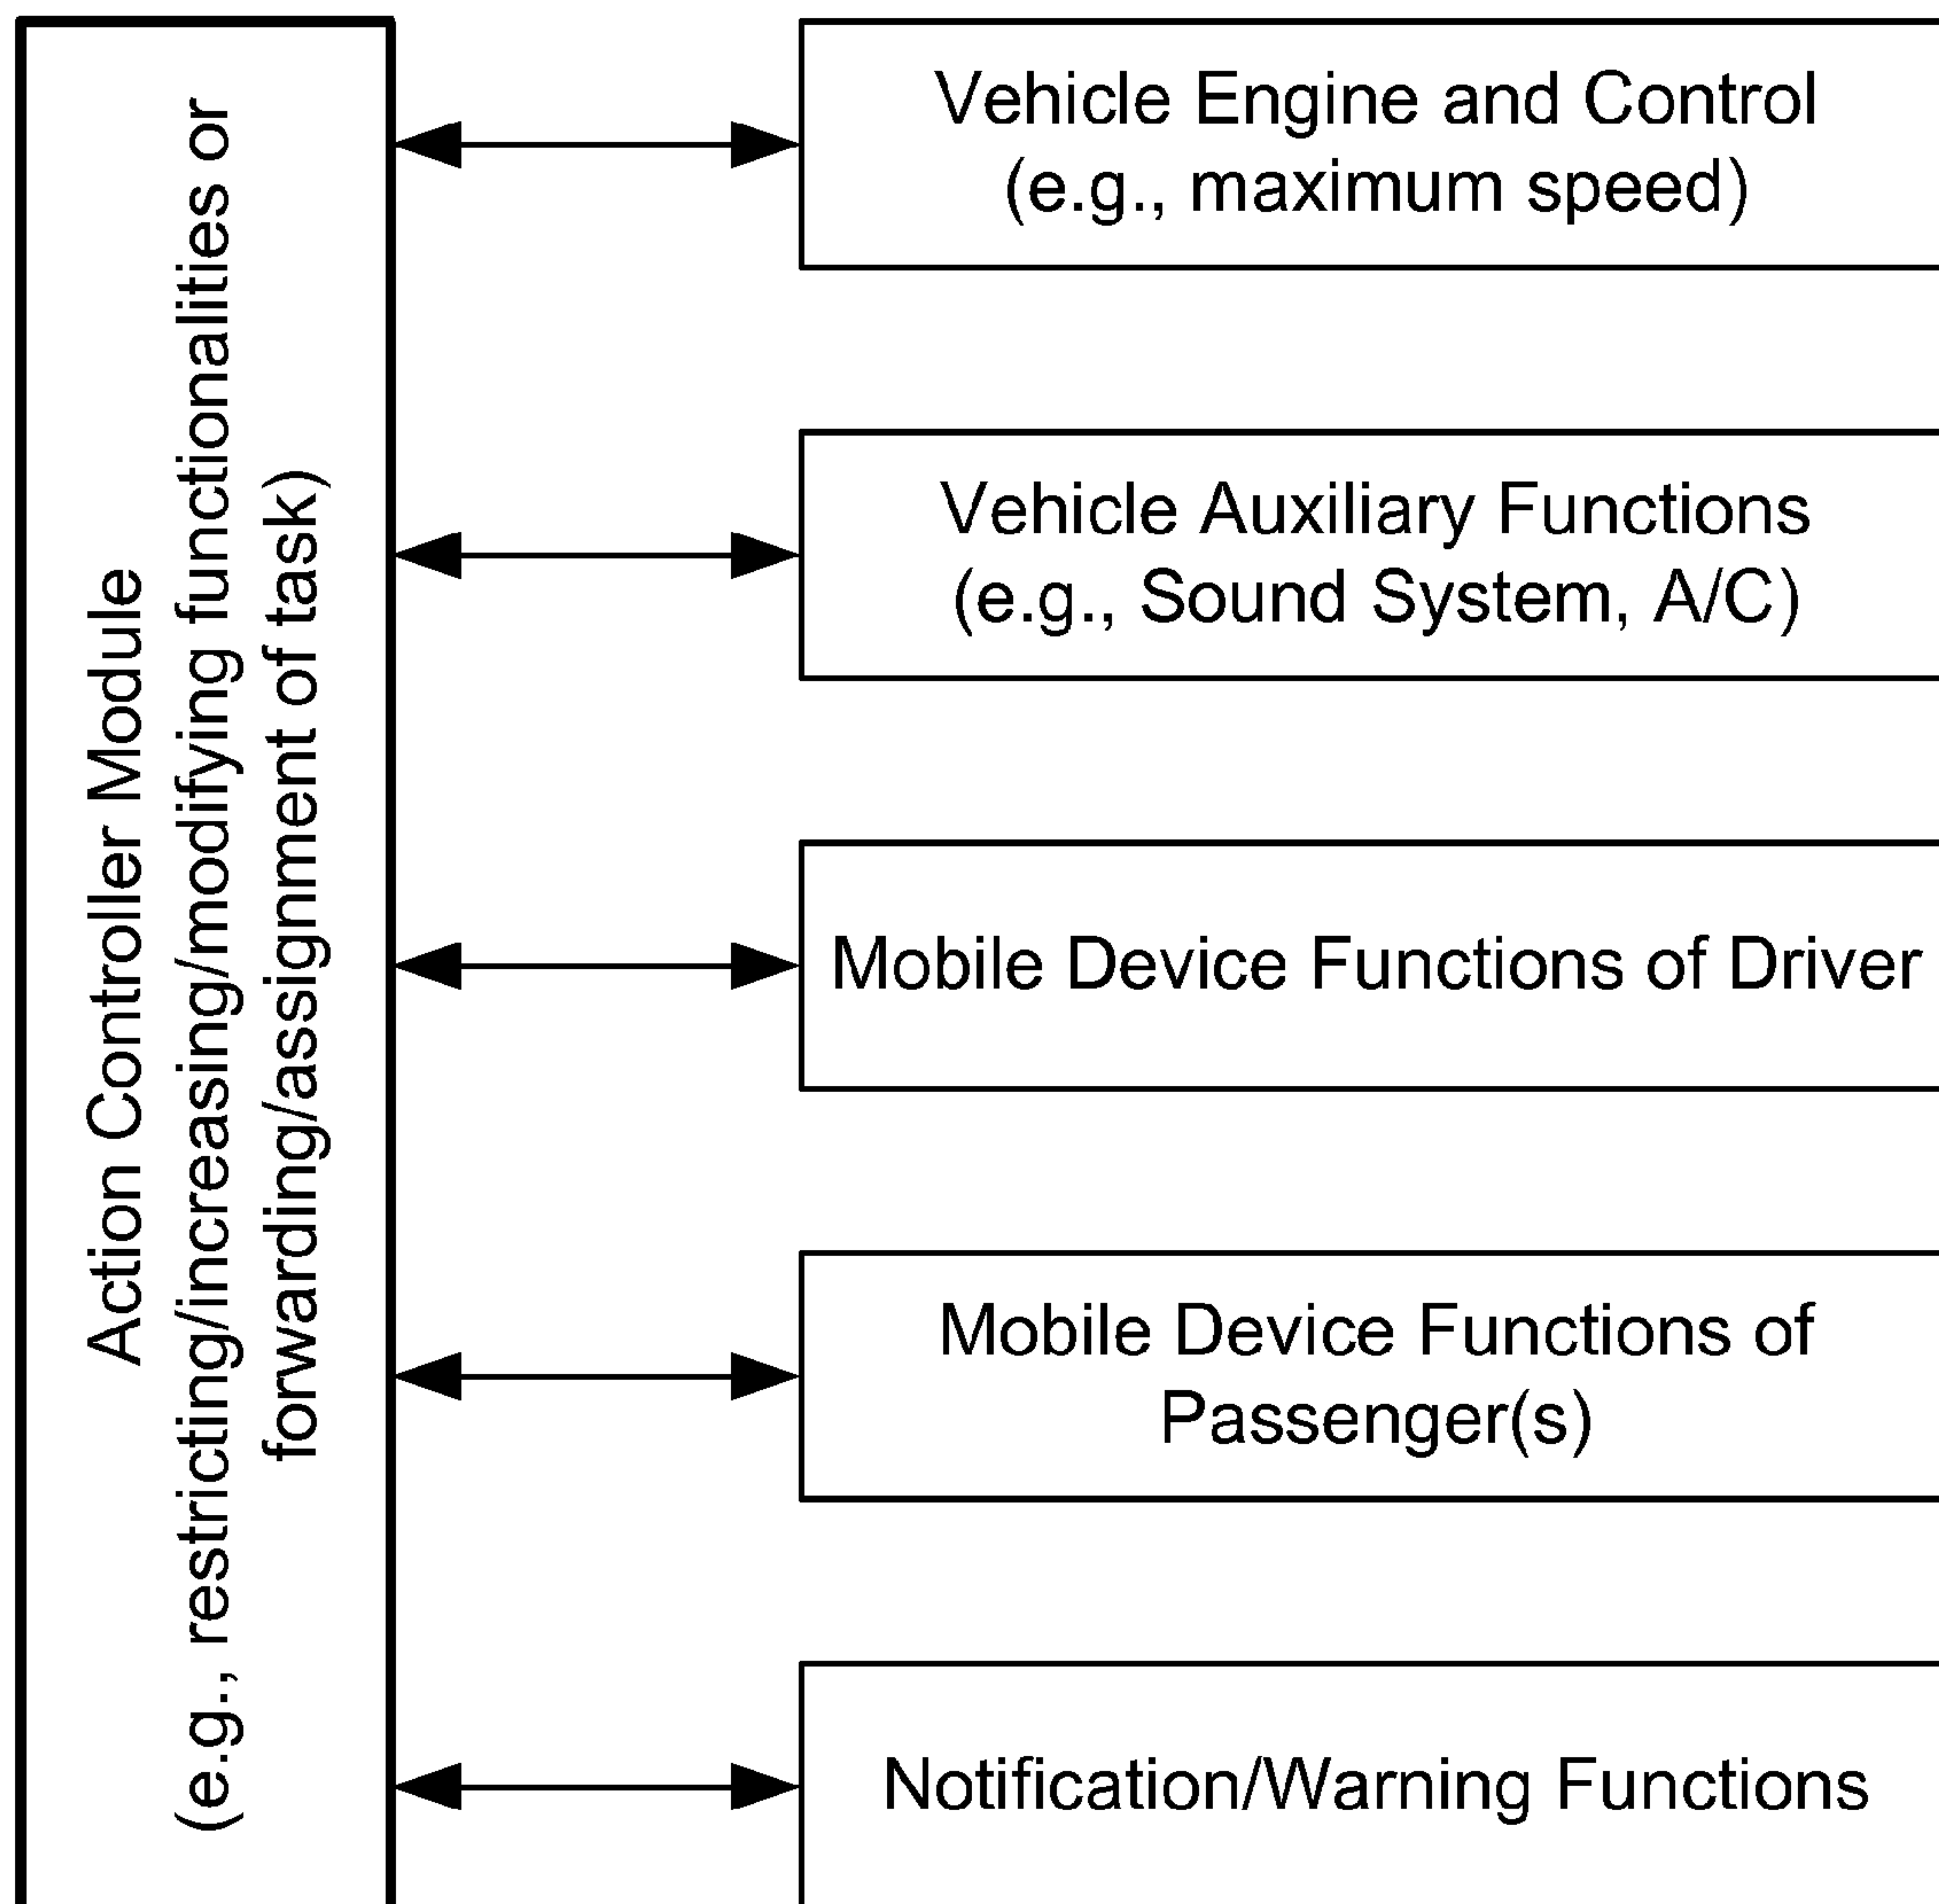 Action Controller Module
(e.g., restricting/increasing/modifying functionalities or
forwarding/assignment of task)
Vehicle Engine and Control
(e.g., maximum speed)
Vehicle Auxiliary Functions
(e.g., Sound System, A/C)
Mobile Device Functions of Driver
Mobile Device Functions of
Passenger(s)
Notification/Warning Functions